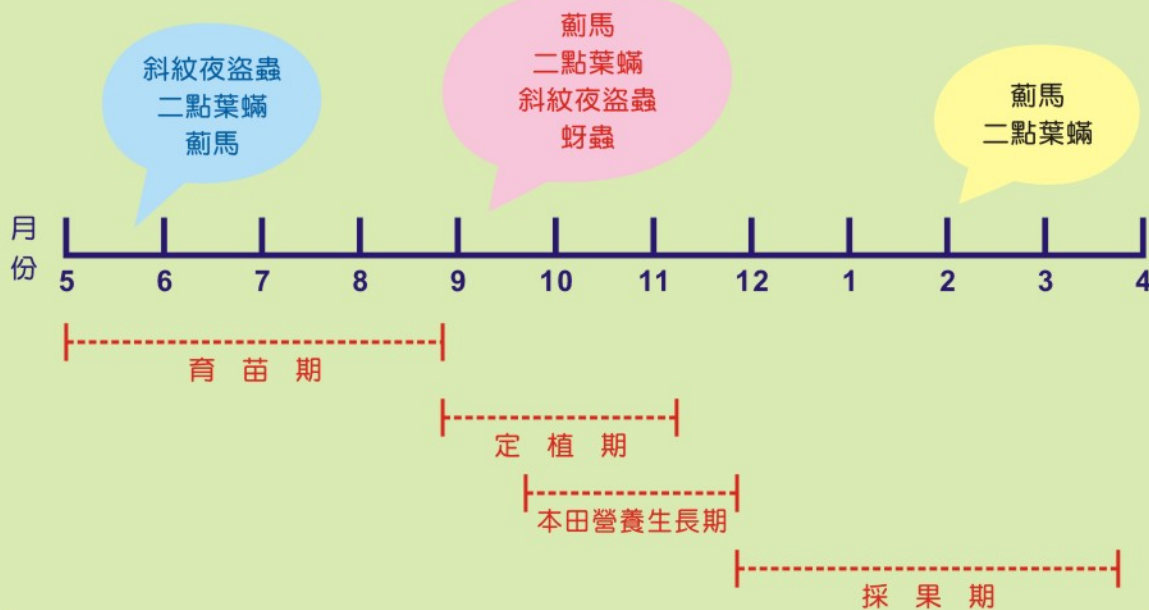 斜紋夜盜蟲
二點葉蟎
薊馬
薊馬
二點葉蟎
斜紋夜盜蟲
蚜蟲
薊馬
二點葉蟎
月份
5 6 7 8 9 10 11 12 1 2 3 4
育苗期
定植期
本田營養生長期
採果期